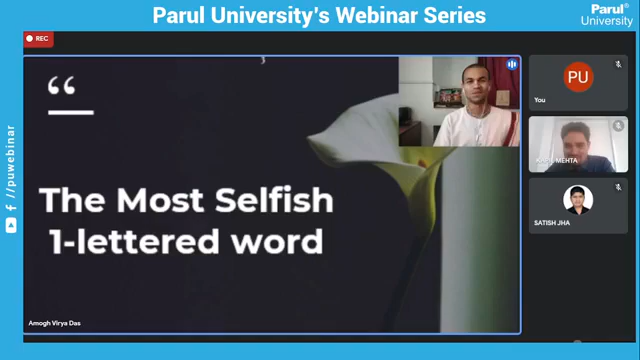 Parul University's Webinar Series
Parul®
University
REC
“
The Most Selfish
1-lettered word
Amogh Virya Das
PU
You
MEHTA
SATISH JHA
//puwebinar